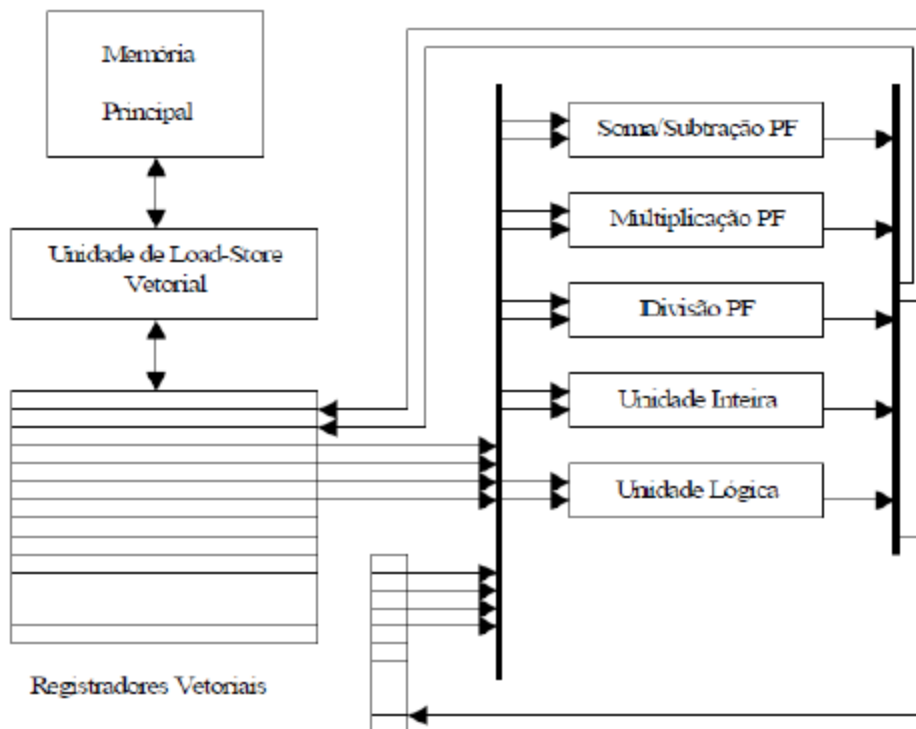 Memória
Principal
Unidade de Load-Store
Vetorial
Registradores Vetoriais
Soma/Subtração PF
Multiplicação PF
Divisão PF
Unidade Inteira
Unidade Lógica